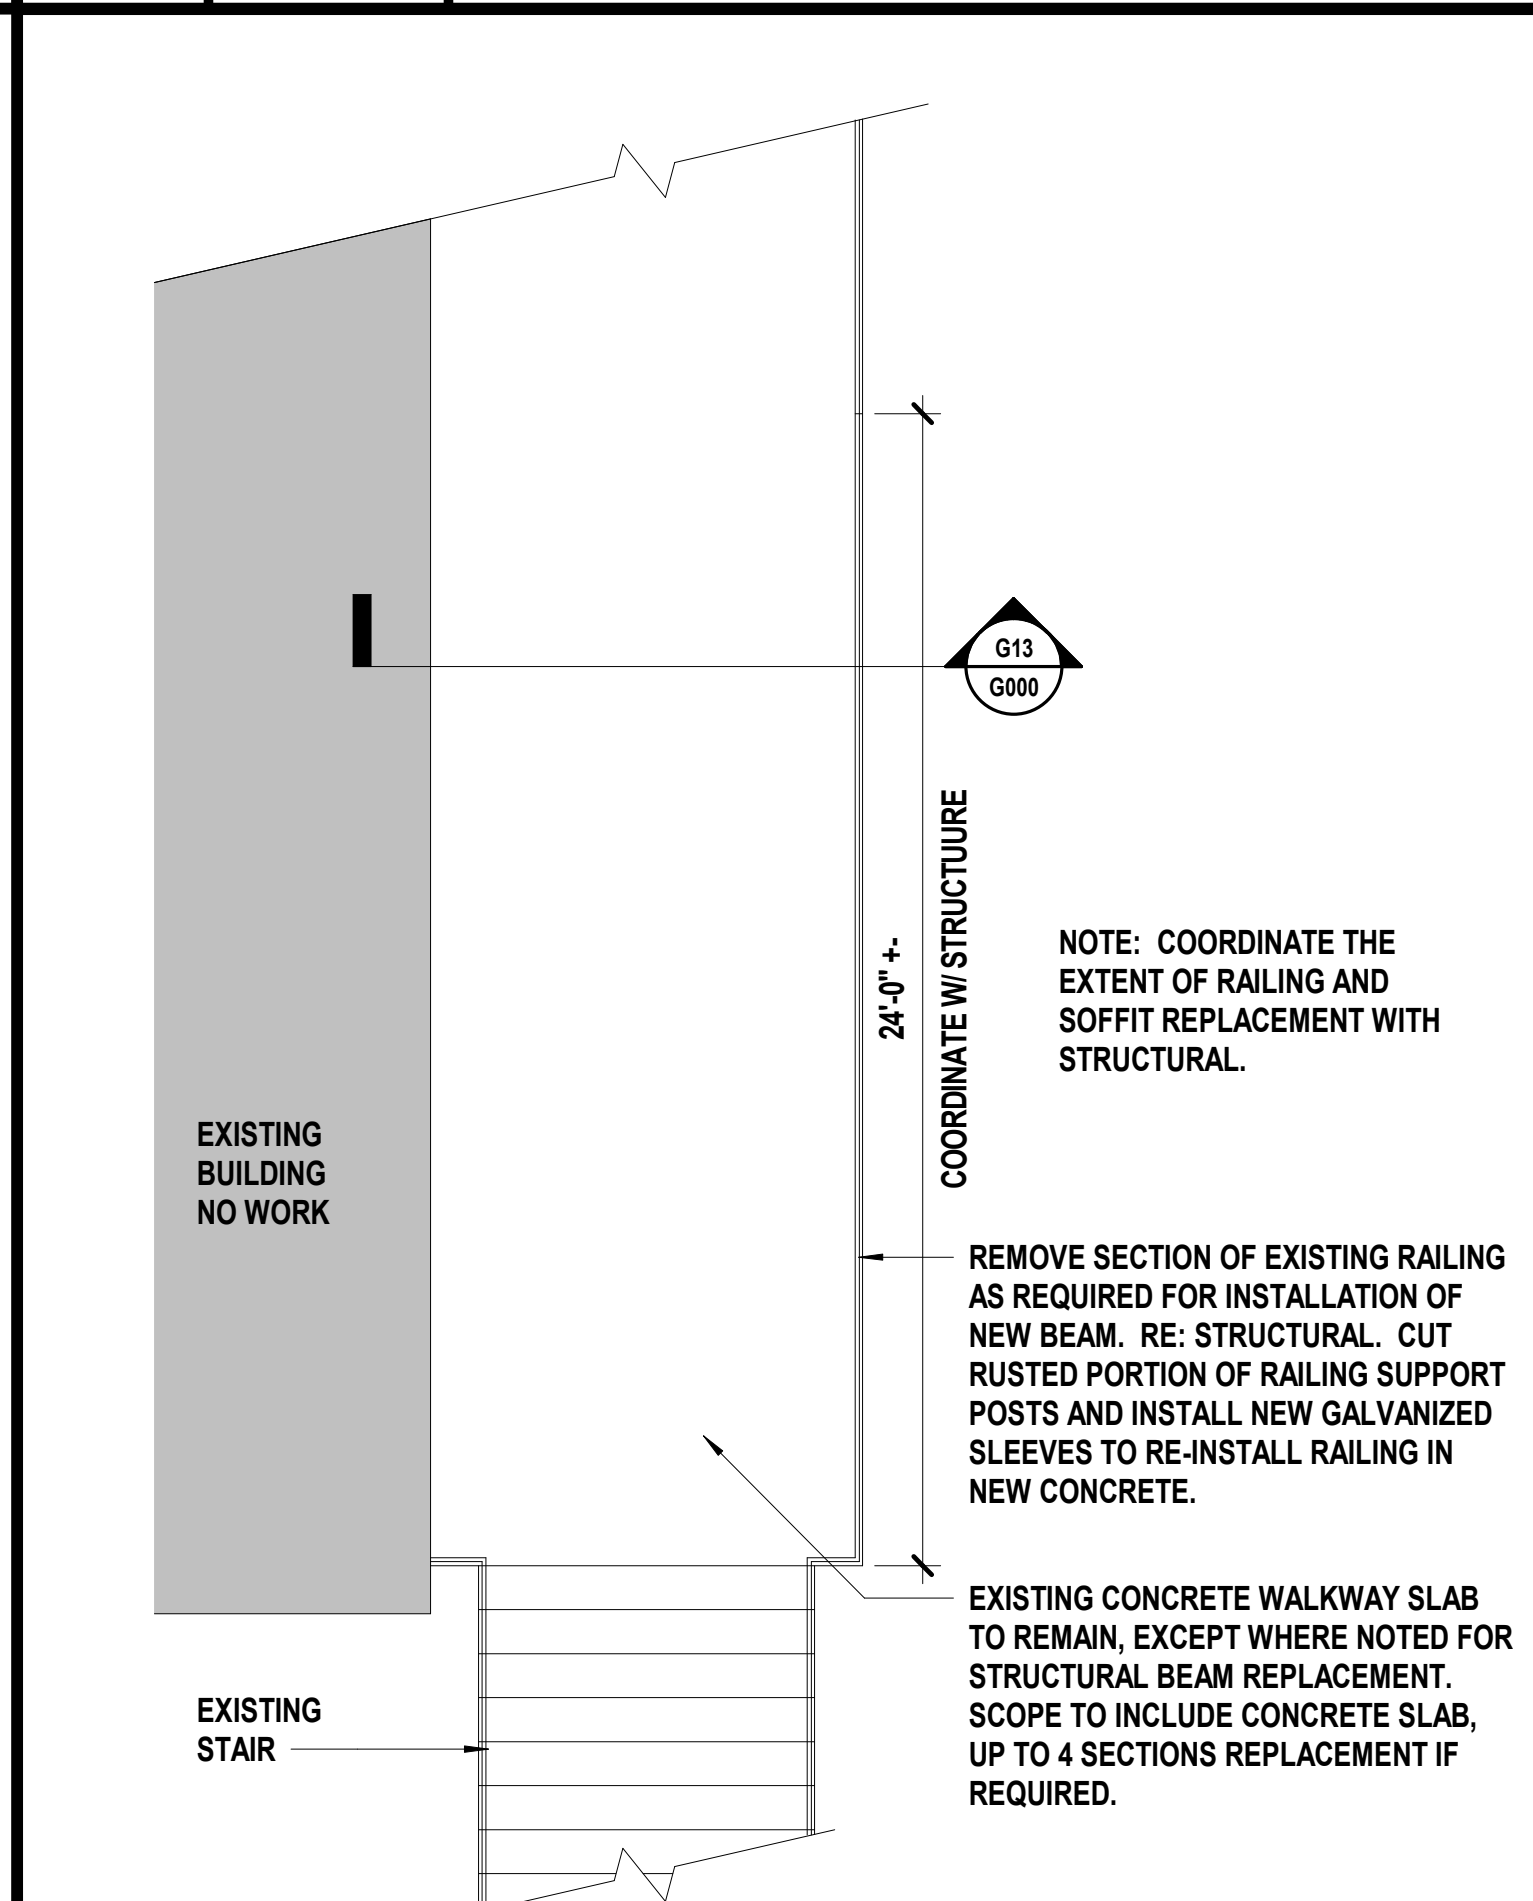 G13
G000
24'-0" +-
COORDINATE W/ STRUCTUURE
NOTE: COORDINATE THE
EXTENT OF RAILING AND
SOFFIT REPLACEMENT WITH
STRUCTURAL.
EXISTING
BUILDING
NO WORK
REMOVE SECTION OF EXISTING RAILING
AS REQUIRED FOR INSTALLATION OF
NEW BEAM. RE: STRUCTURAL. CUT
RUSTED PORTION OF RAILING SUPPORT
POSTS AND INSTALL NEW GALVANIZED
SLEEVES TO RE-INSTALL RAILING IN
NEW CONCRETE.
EXISTING CONCRETE WALKWAY SLAB
TO REMAIN, EXCEPT WHERE NOTED FOR
STRUCTURAL BEAM REPLACEMENT.
SCOPE TO INCLUDE CONCRETE SLAB,
UP TO 4 SECTIONS REPLACEMENT IF
REQUIRED.
EXISTING
STAIR